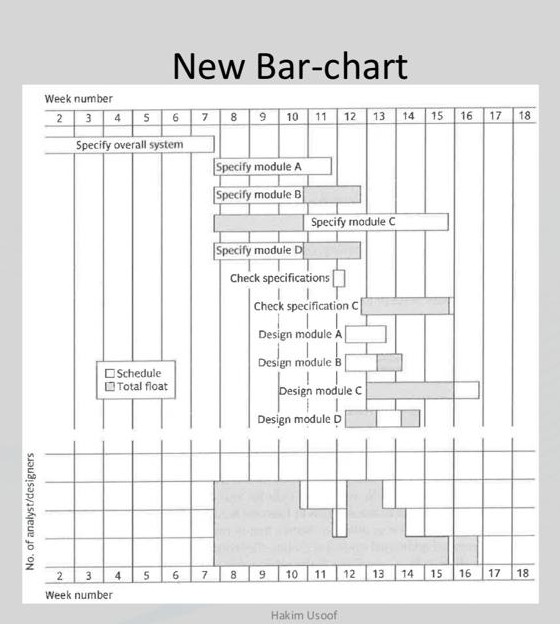 New Bar-chart
Week number
2 3 4 5 6 7 8 9 10 11 12 13 14 15 16 17 18
Specify overall system
Specify module A
Specify module B
Specify module C
Specify module D
Check specifications
Check specification C
Design module A
Design module B
Schedule
Total float
Design module C
Design module D
No. of analyst/designers
2 3 4 5 6 7 8 9 10 11 12 13 14 15 16 17 18
Week number
Hakim Usoof